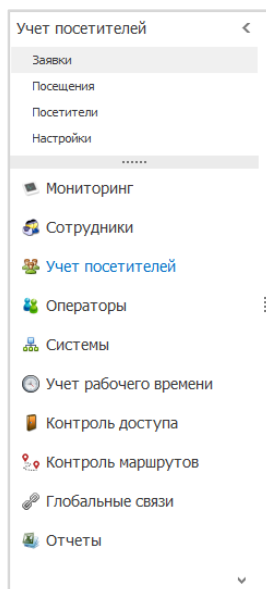 Учет посетителей
Заявки
Посещения
Посетители
Настройки
Мониторинг
Сотрудники
Учет посетителей
Операторы
Системы
Учет рабочего времени
Контроль доступа
Контроль маршрутов
Глобальные связи
Отчеты